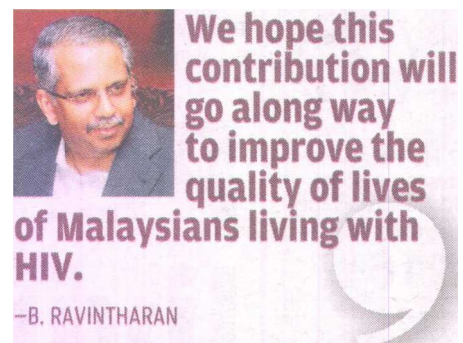 We hope this
contribution will
go along way
to improve the
quality of lives
of Malaysians living with
HIV.
–B. RAVINTHARAN